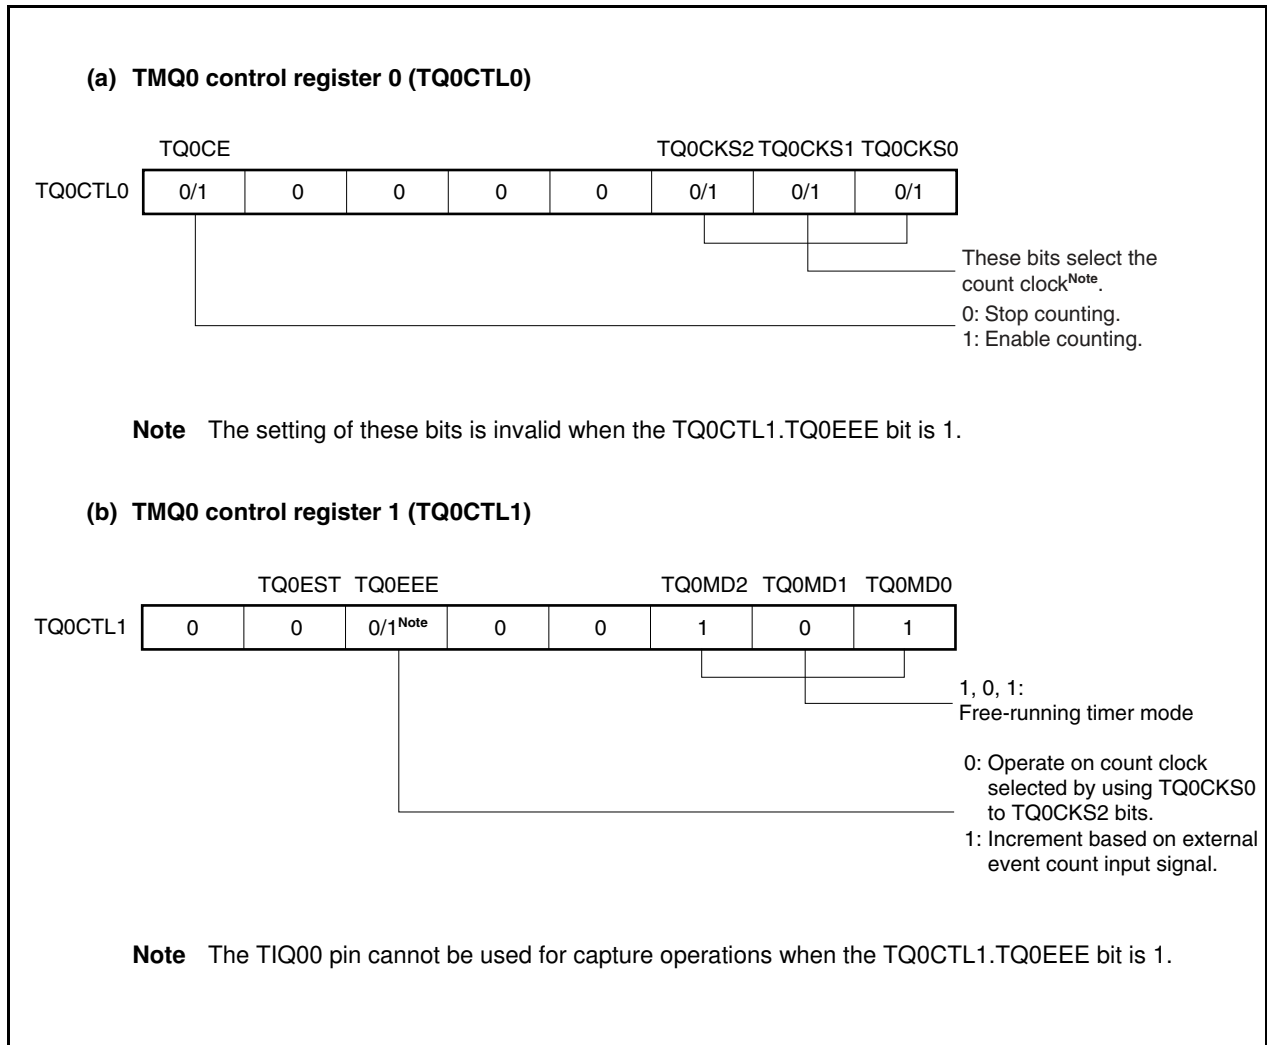 (a) TMQ0 control register 0 (TQ0CTL0)
TQ0CE TQ0CKS2 TQ0CKS1 TQ0CKS0
TQ0CTL0 0/1 0 0 0 0 0/1 0/1 0/1
These bits select the
count clockNote.
0: Stop counting.
1: Enable counting.
Note The setting of these bits is invalid when the TQ0CTL1.TQ0EEE bit is 1.
(b) TMQ0 control register 1 (TQ0CTL1)
TQ0EST TQ0EEE TQ0MD2 TQ0MD1 TQ0MD0
TQ0CTL1 0 0 0/1Note 0 0 1 0 1
1, 0, 1:
Free-running timer mode
0: Operate on count clock
selected by using TQ0CKS0
to TQ0CKS2 bits.
1: Increment based on external
event count input signal.
Note The TIQ00 pin cannot be used for capture operations when the TQ0CTL1.TQ0EEE bit is 1.